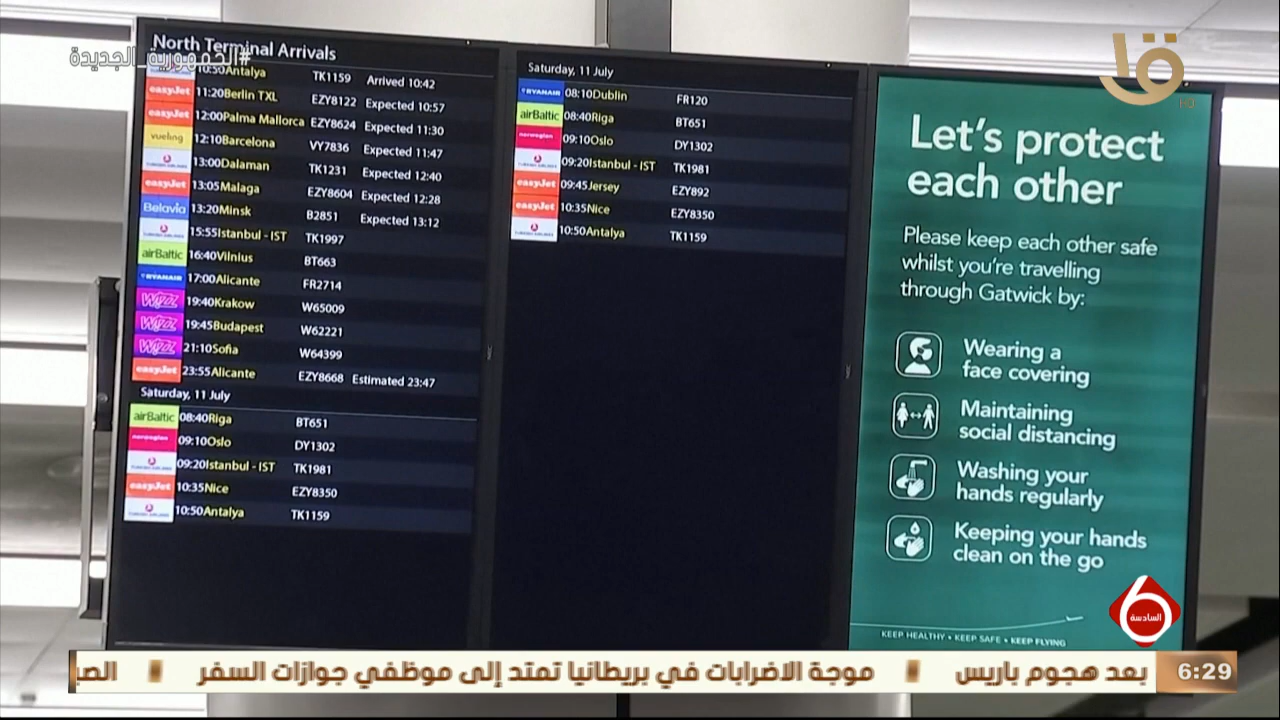 #الجمهورية_الجديدة
North Terminal Arrivals
10:50 Antalya TK1159 Arrived 10:42
easyJet 11:20 Berlin TXL EZY8122 Expected 10:57
easyJet 12:00 Palma Mallorca EZY8624 Expected 11:30
vueling 12:10 Barcelona VY7836 Expected 11:47
13:00 Dalaman TK1231 Expected 12:40
easyJet 13:05 Malaga EZY8604 Expected 12:28
Belavia 13:20 Minsk B2851 Expected 13:12
15:55 Istanbul - IST TK1997
airBaltic 16:40 Vilnius BT663
RYANAIR 17:00 Alicante FR2714
Wizz 19:40 Krakow W65009
Wizz 19:45 Budapest W62221
Wizz 21:10 Sofia W64399
easyJet 23:55 Alicante EZY8668 Estimated 23:47
Saturday, 11 July
airBaltic 08:40 Riga BT651
norwegian 09:10 Oslo DY1302
09:20 Istanbul - IST TK1981
easyJet 10:35 Nice EZY8350
10:50 Antalya TK1159
Saturday, 11 July
RYANAIR 08:10 Dublin FR120
airBaltic 08:40 Riga BT651
norwegian 09:10 Oslo DY1302
09:20 Istanbul - IST TK1981
easyJet 09:45 Jersey EZY892
easyJet 10:35 Nice EZY8350
10:50 Antalya TK1159
Let's protect
each other
Please keep each other safe
whilst you're travelling
through Gatwick by:
Wearing a
face covering
Maintaining
social distancing
Washing your
hands regularly
Keeping your hands
clean on the go
KEEP HEALTHY • KEEP SAFE • KEEP FLYING
HD
6
السادسة
6:29 بعد هجوم باريس موجة الاضرابات في بريطانيا تمتد إلى موظفي جوازات السفر